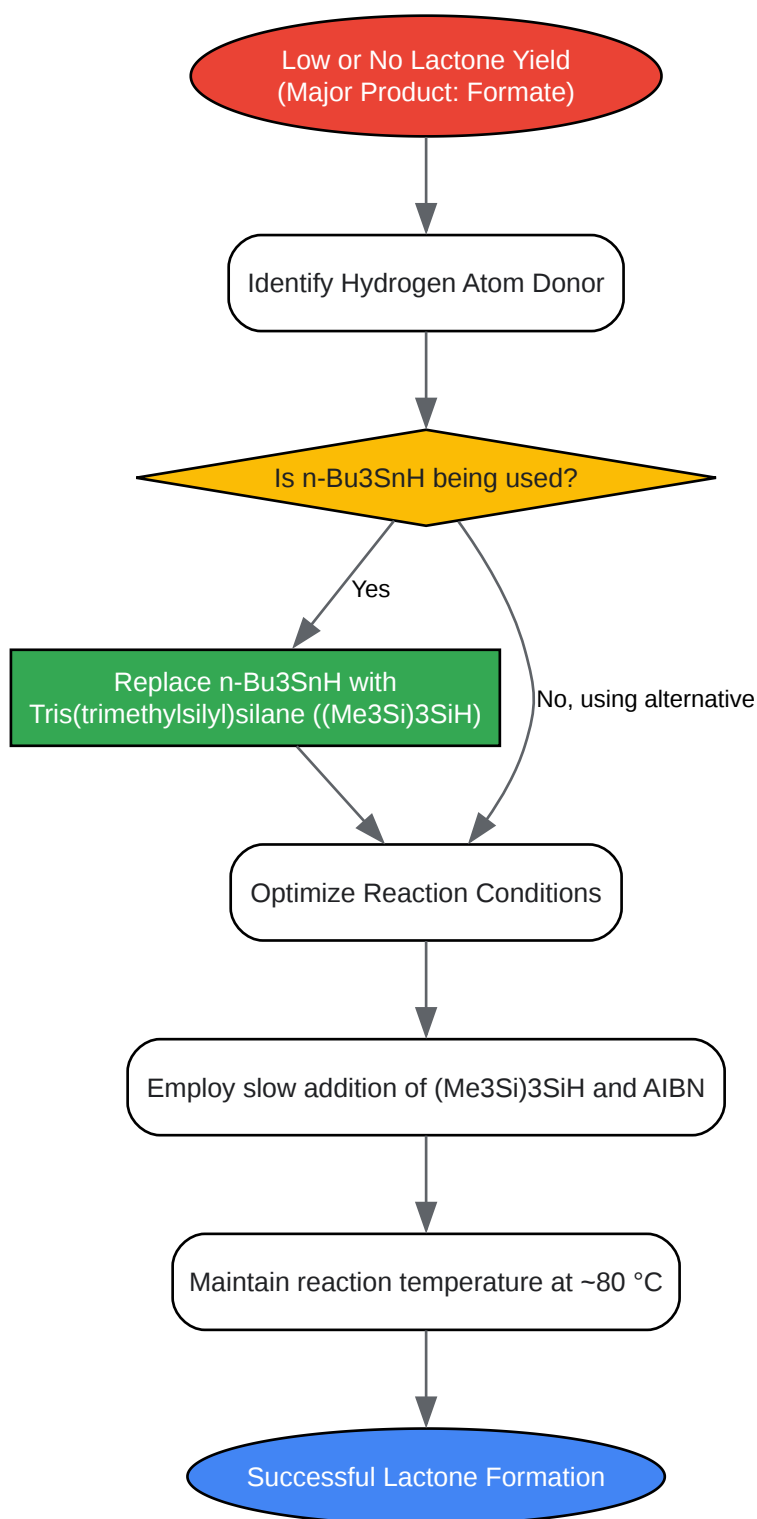 Low or No Lactone Yield
(Major Product: Formate)
Identify Hydrogen Atom Donor
Is n-Bu3SnH being used?
Yes
Replace n-Bu3SnH with
Tris(trimethylsilyl)silane ((Me3Si)3SiH)
No, using alternative
Optimize Reaction Conditions
Employ slow addition of (Me3Si)3SiH and AIBN
Maintain reaction temperature at ~80 °C
Successful Lactone Formation